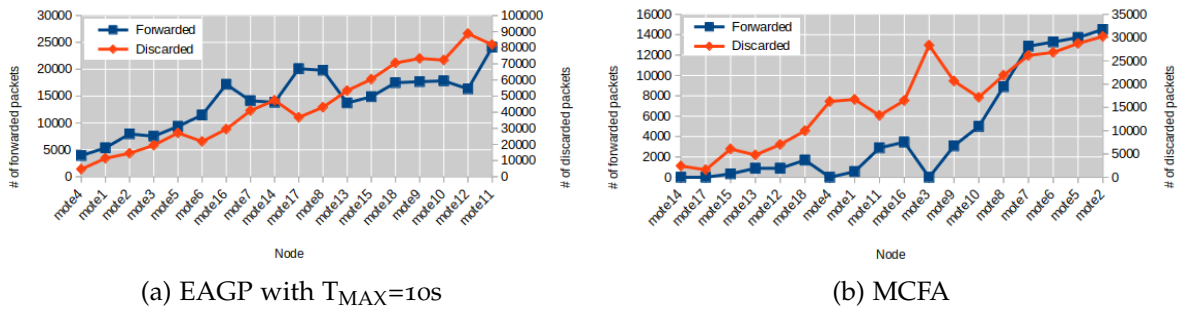 Forwarded
Discarded
# of forwarded packets
30000
25000
20000
15000
10000
5000
0
100000
90000
80000
70000
60000
50000
40000
30000
20000
10000
0
# of discarded packets
mote4
mote1
mote2
mote3
mote5
mote6
mote16
mote7
mote14
mote17
mote8
mote13
mote15
mote18
mote9
mote10
mote12
mote11
Node
(a) EAGP with TMAX=10s
Forwarded
Discarded
# of forwarded packets
16000
14000
12000
10000
8000
6000
4000
2000
0
35000
30000
25000
20000
15000
10000
5000
0
# of discarded packets
mote14
mote17
mote15
mote13
mote12
mote18
mote4
mote1
mote11
mote16
mote3
mote9
mote10
mote8
mote7
mote6
mote5
mote2
Node
(b) MCFA